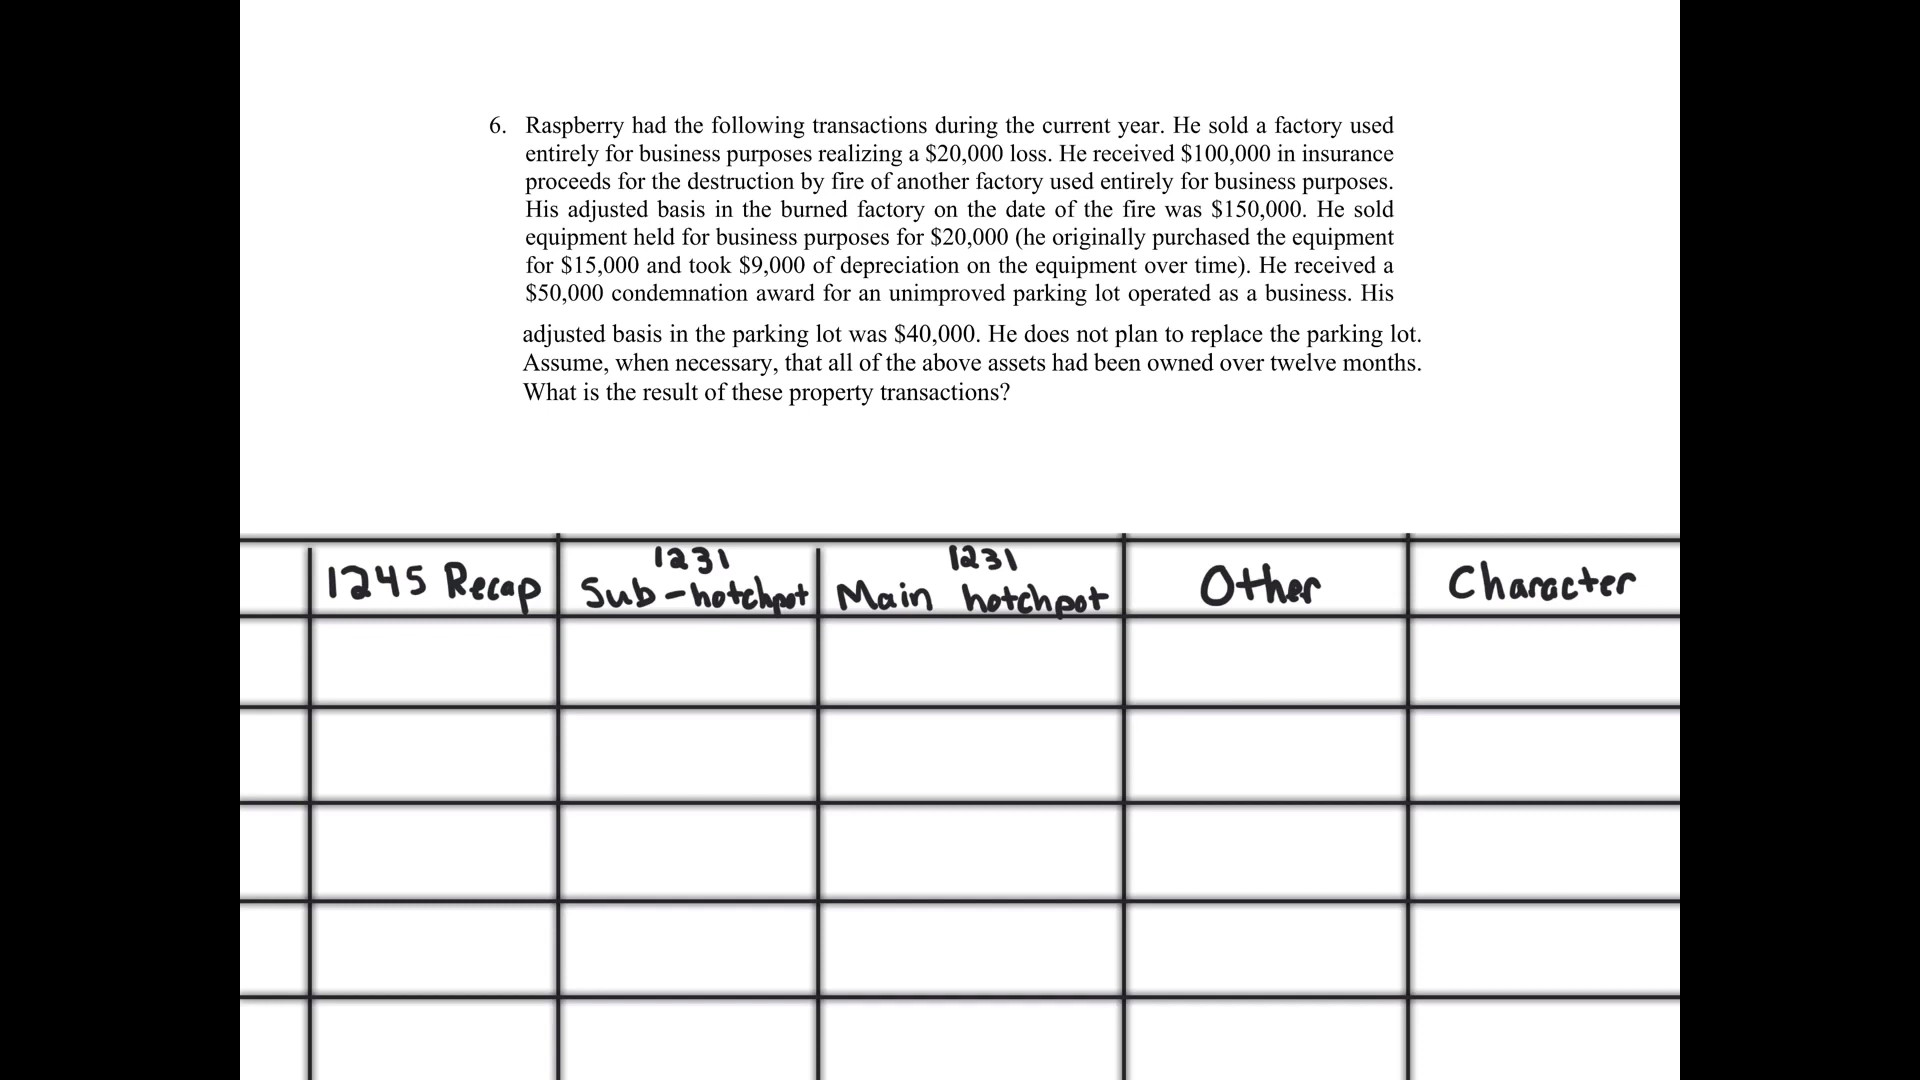 6. Raspberry had the following transactions during the current year. He sold a factory used
entirely for business purposes realizing a $20,000 loss. He received $100,000 in insurance
proceeds for the destruction by fire of another factory used entirely for business purposes.
His adjusted basis in the burned factory on the date of the fire was $150,000. He sold
equipment held for business purposes for $20,000 (he originally purchased the equipment
for $15,000 and took $9,000 of depreciation on the equipment over time). He received a
$50,000 condemnation award for an unimproved parking lot operated as a business. His
adjusted basis in the parking lot was $40,000. He does not plan to replace the parking lot.
Assume, when necessary, that all of the above assets had been owned over twelve months.
What is the result of these property transactions?
1245 Recap
1231
Sub-hotchpot
1231
Main hotchpot
Other
Character